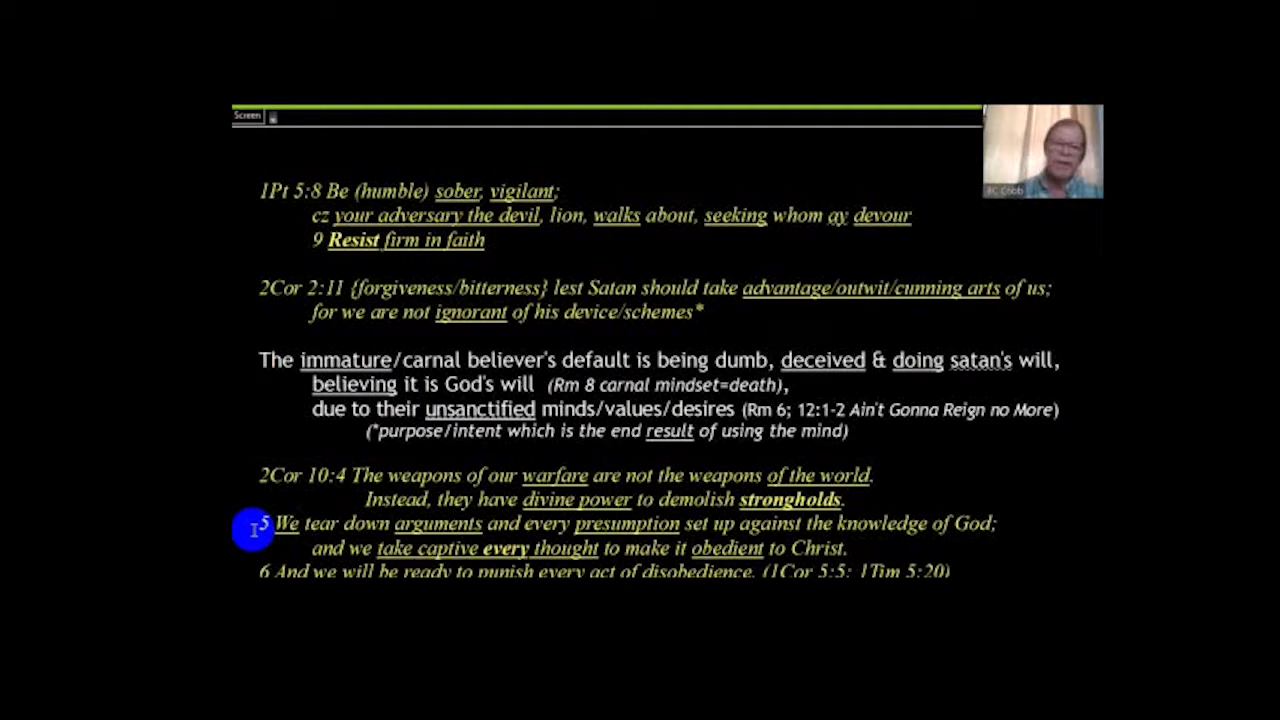 Screen
RC Cobb
1Pt 5:8 Be (humble) sober, vigilant;
cz your adversary the devil, lion, walks about, seeking whom ay devour
9 Resist firm in faith
2Cor 2:11 {forgiveness/bitterness} lest Satan should take advantage/outwit/cunning arts of us;
for we are not ignorant of his device/schemes*
The immature/carnal believer's default is being dumb, deceived & doing satan's will,
believing it is God's will (Rm 8 carnal mindset=death),
due to their unsanctified minds/values/desires (Rm 6; 12:1-2 Ain't Gonna Reign no More)
(*purpose/intent which is the end result of using the mind)
2Cor 10:4 The weapons of our warfare are not the weapons of the world.
Instead, they have divine power to demolish strongholds.
5 We tear down arguments and every presumption set up against the knowledge of God;
and we take captive every thought to make it obedient to Christ.
6 And we will be ready to punish every act of disobedience. (1Cor 5:5; 1Tim 5:20)